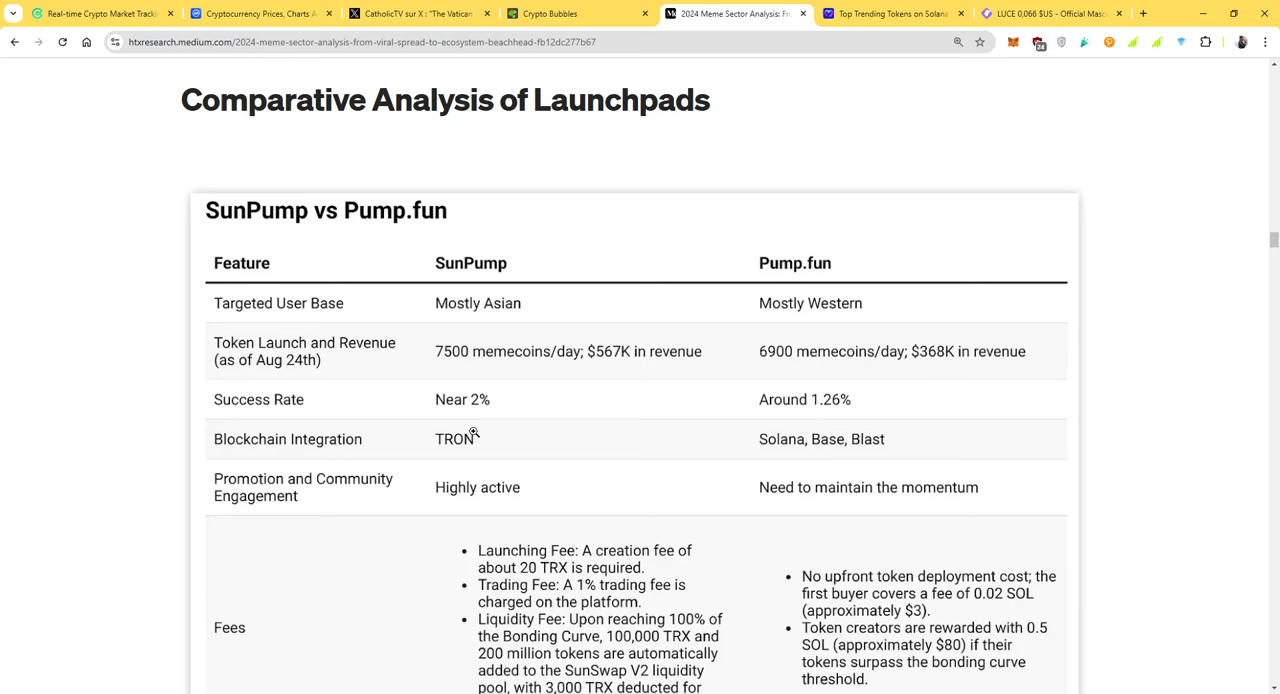 Real-time Crypto Market Tracki
Cryptocurrency Prices, Charts A
CatholicTV sur X : "The Vatican
Crypto Bubbles
2024 Meme Sector Analysis: Fr
Top Trending Tokens on Solana
LUCE 0,066 $US - Official Masc
htxresearch.medium.com/2024-meme-sector-analysis-from-viral-spread-to-ecosystem-beachhead-fb12dc277b67
24
Comparative Analysis of Launchpads
SunPump vs Pump.fun
Feature SunPump Pump.fun
Targeted User Base Mostly Asian Mostly Western
Token Launch and Revenue
(as of Aug 24th) 7500 memecoins/day; $567K in revenue 6900 memecoins/day; $368K in revenue
Success Rate Near 2% Around 1.26%
Blockchain Integration TRON Solana, Base, Blast
Promotion and Community
Engagement Highly active Need to maintain the momentum
Fees
• Launching Fee: A creation fee of
about 20 TRX is required.
• Trading Fee: A 1% trading fee is
charged on the platform.
• Liquidity Fee: Upon reaching 100% of
the Bonding Curve, 100,000 TRX and
200 million tokens are automatically
added to the SunSwap V2 liquidity
pool, with 3,000 TRX deducted for
• No upfront token deployment cost; the
first buyer covers a fee of 0.02 SOL
(approximately $3).
• Token creators are rewarded with 0.5
SOL (approximately $80) if their
tokens surpass the bonding curve
threshold.